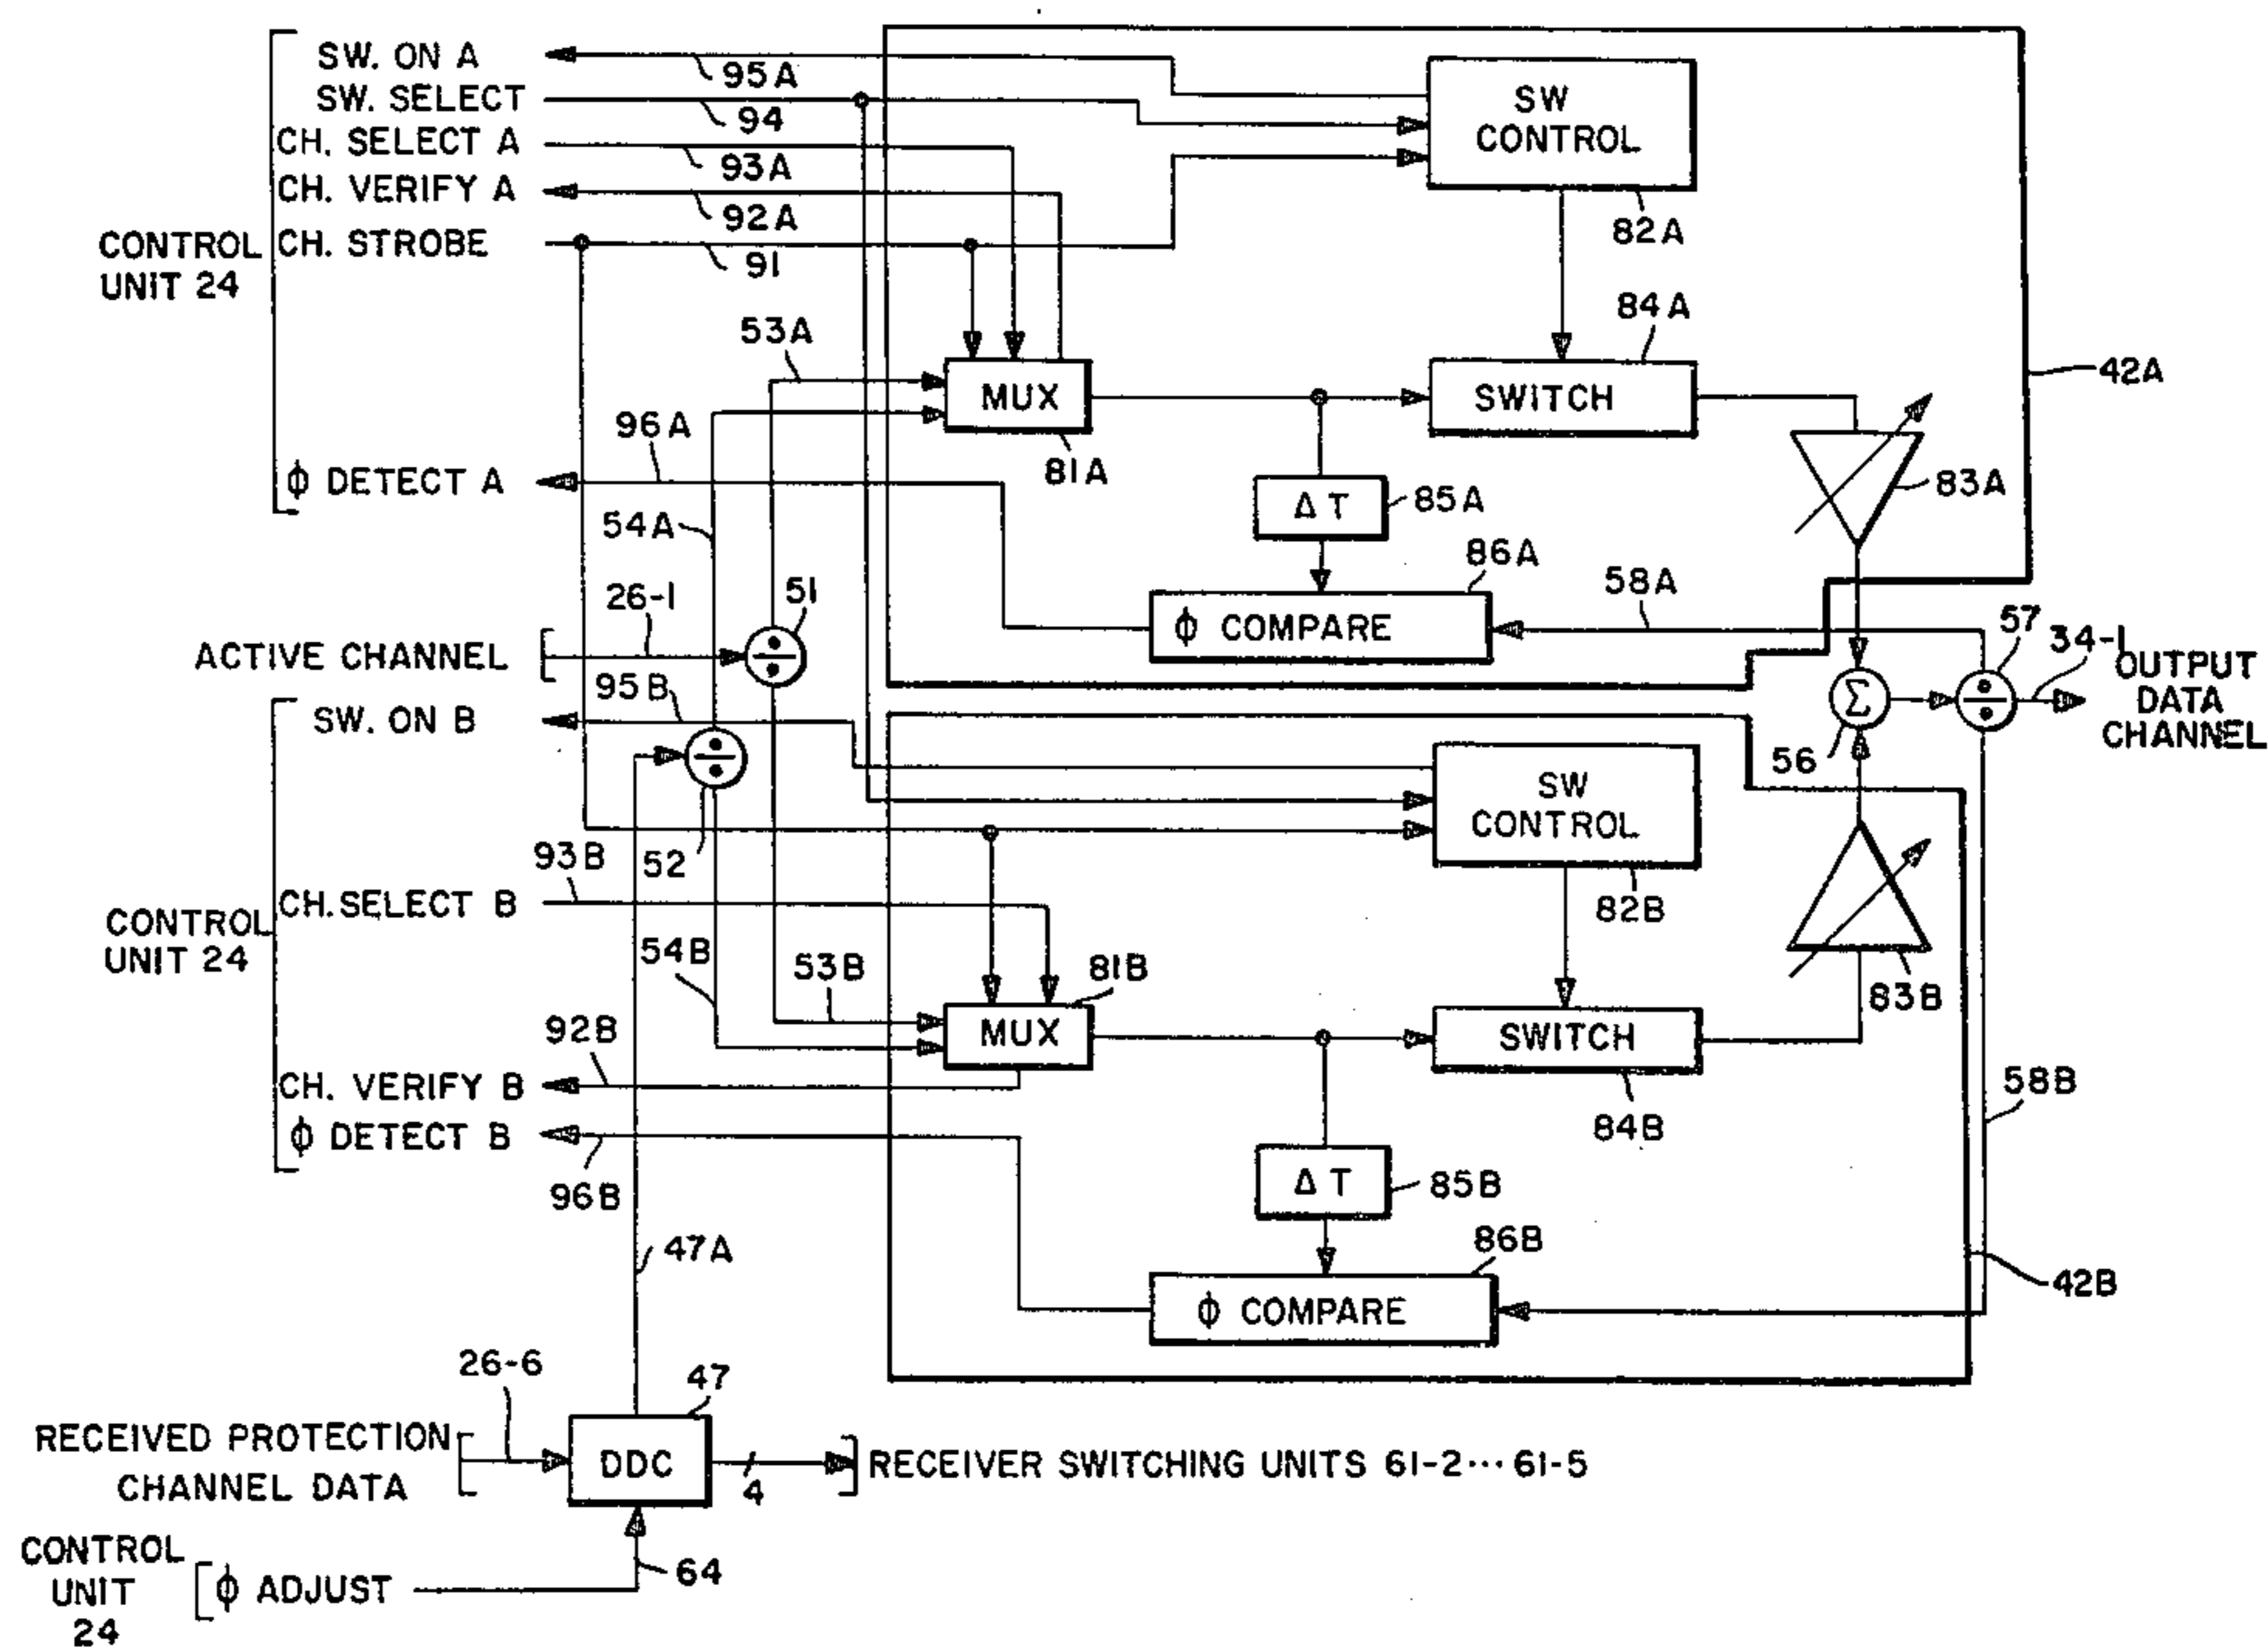 SW. ON A
95A
SW. SELECT
94
SW
CONTROL
CH. SELECT A
93A
CH. VERIFY A
92A
82A
CONTROL
UNIT 24
CH. STROBE
91
84A
53A
MUX
SWITCH
42A
96A
81A
83A
ϕ DETECT A
Δ T
85A
54A
86A
58A
26-1
51
57
ϕ COMPARE
34-1
ACTIVE CHANNEL
95B
OUTPUT
DATA
CHANNEL
Σ
SW. ON B
56
SW
CONTROL
93B
52
CH. SELECT B
82B
CONTROL
UNIT 24
54B
53B
81B
83B
92B
MUX
SWITCH
CH. VERIFY B
58B
84B
ϕ DETECT B
96B
Δ T
85B
47A
86B
ϕ COMPARE
42B
26-6
47
RECEIVED PROTECTION
CHANNEL DATA
DDC
4
RECEIVER SWITCHING UNITS 61-2···61-5
CONTROL
UNIT
24
ϕ ADJUST
64